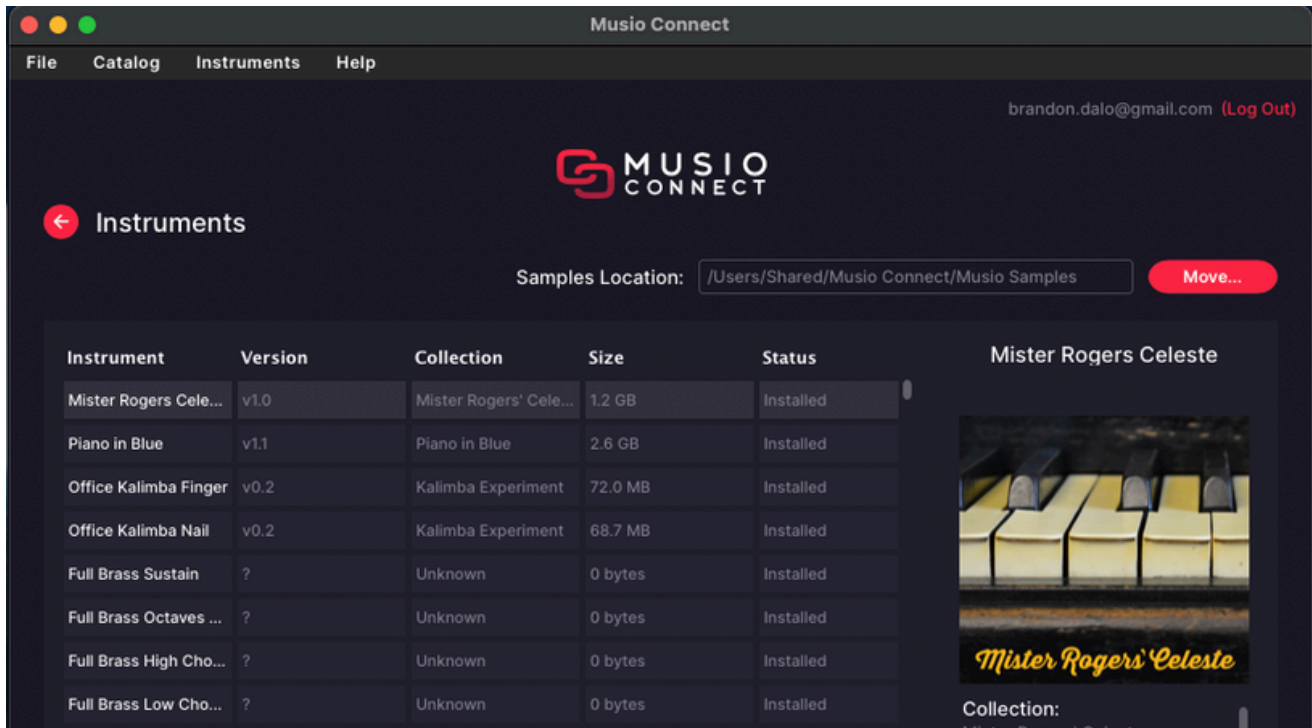 Musio Connect
File Catalog Instruments Help
brandon.dalo@gmail.com (Log Out)
MUSIO
CONNECT
Instruments
Samples Location: /Users/Shared/Musio Connect/Musio Samples Move...
Instrument Version Collection Size Status
Mister Rogers Cele... v1.0 Mister Rogers' Cele... 1.2 GB Installed
Piano in Blue v1.1 Piano in Blue 2.6 GB Installed
Office Kalimba Finger v0.2 Kalimba Experiment 72.0 MB Installed
Office Kalimba Nail v0.2 Kalimba Experiment 68.7 MB Installed
Full Brass Sustain ? Unknown 0 bytes Installed
Full Brass Octaves ... ? Unknown 0 bytes Installed
Full Brass High Cho... ? Unknown 0 bytes Installed
Full Brass Low Cho... ? Unknown 0 bytes Installed
Mister Rogers Celeste
Mister Rogers' Celeste
Collection: